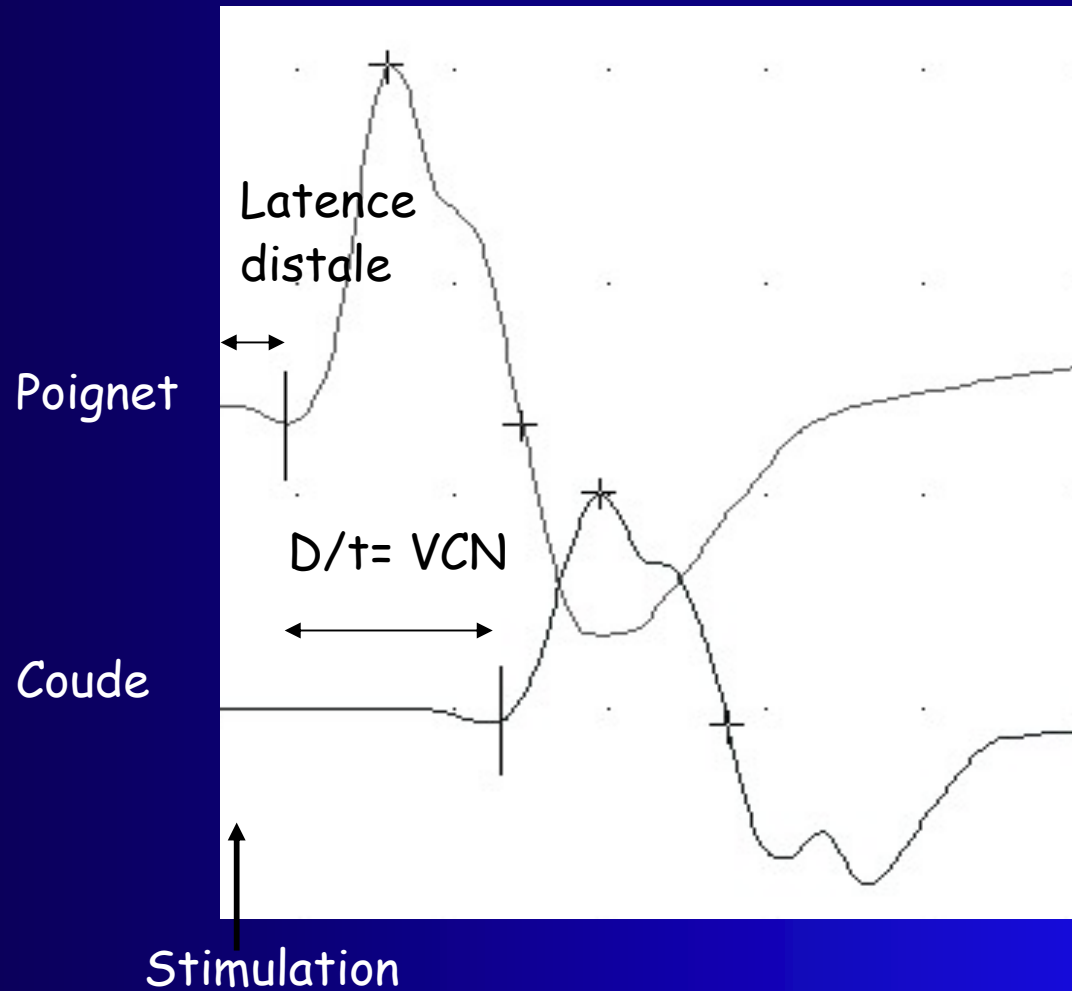 Latence
distale
Poignet
D/t= VCN
Coude
Stimulation